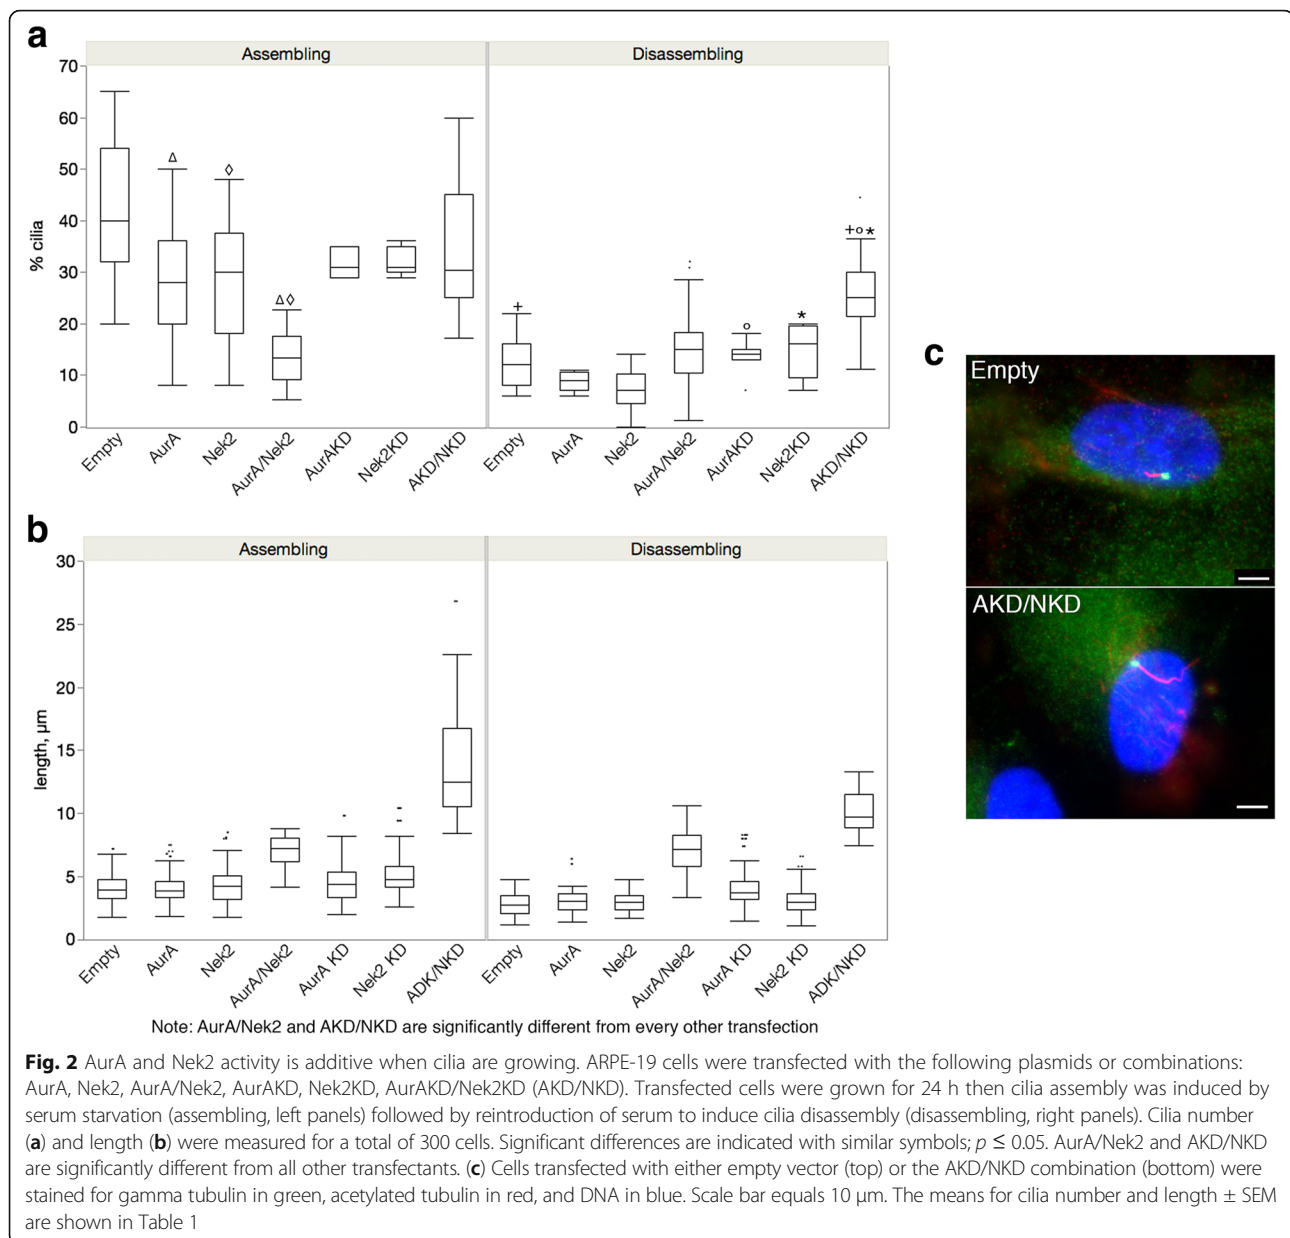 a
Assembling Disassembling
70
60
50
40
30
20
10
0
% cilia
Δ ◊ Δ◊ + o * +o*
Empty AurA Nek2 AurA/Nek2 AurAKD Nek2KD AKD/NKD Empty AurA Nek2 AurA/Nek2 AurAKD Nek2KD AKD/NKD
b
Assembling Disassembling
30
25
20
15
10
5
0
length, µm
Empty AurA Nek2 AurA/Nek2 AurA KD Nek2 KD ADK/NKD Empty AurA Nek2 AurA/Nek2 AurA KD Nek2 KD ADK/NKD
Note: AurA/Nek2 and AKD/NKD are significantly different from every other transfection
c
Empty
AKD/NKD
Fig. 2 AurA and Nek2 activity is additive when cilia are growing. ARPE-19 cells were transfected with the following plasmids or combinations:
AurA, Nek2, AurA/Nek2, AurAKD, Nek2KD, AurAKD/Nek2KD (AKD/NKD). Transfected cells were grown for 24 h then cilia assembly was induced by
serum starvation (assembling, left panels) followed by reintroduction of serum to induce cilia disassembly (disassembling, right panels). Cilia number
(a) and length (b) were measured for a total of 300 cells. Significant differences are indicated with similar symbols; p ≤ 0.05. AurA/Nek2 and AKD/NKD
are significantly different from all other transfectants. (c) Cells transfected with either empty vector (top) or the AKD/NKD combination (bottom) were
stained for gamma tubulin in green, acetylated tubulin in red, and DNA in blue. Scale bar equals 10 µm. The means for cilia number and length ± SEM
are shown in Table 1